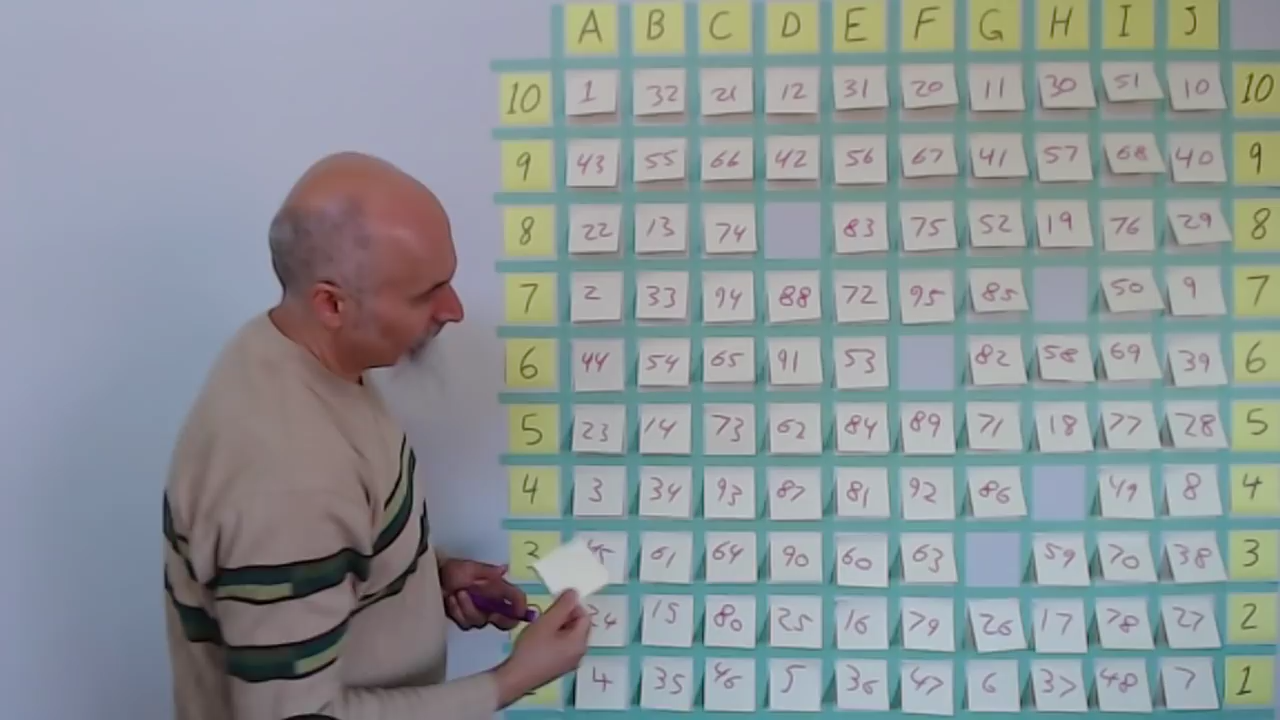 A B C D E F G H I J
10 1 32 21 12 31 20 11 30 51 10 10
9 43 55 66 42 56 67 41 57 68 40 9
8 22 13 74 83 75 52 19 76 29 8
7 2 33 94 88 72 95 85 50 9 7
6 44 54 65 91 53 82 58 69 39 6
5 23 14 73 62 84 89 71 18 77 28 5
4 3 34 93 87 81 92 86 49 8 4
3 61 64 90 60 63 59 70 38 3
24 15 80 25 16 79 26 17 78 27 2
4 35 46 5 36 47 6 37 48 7 1